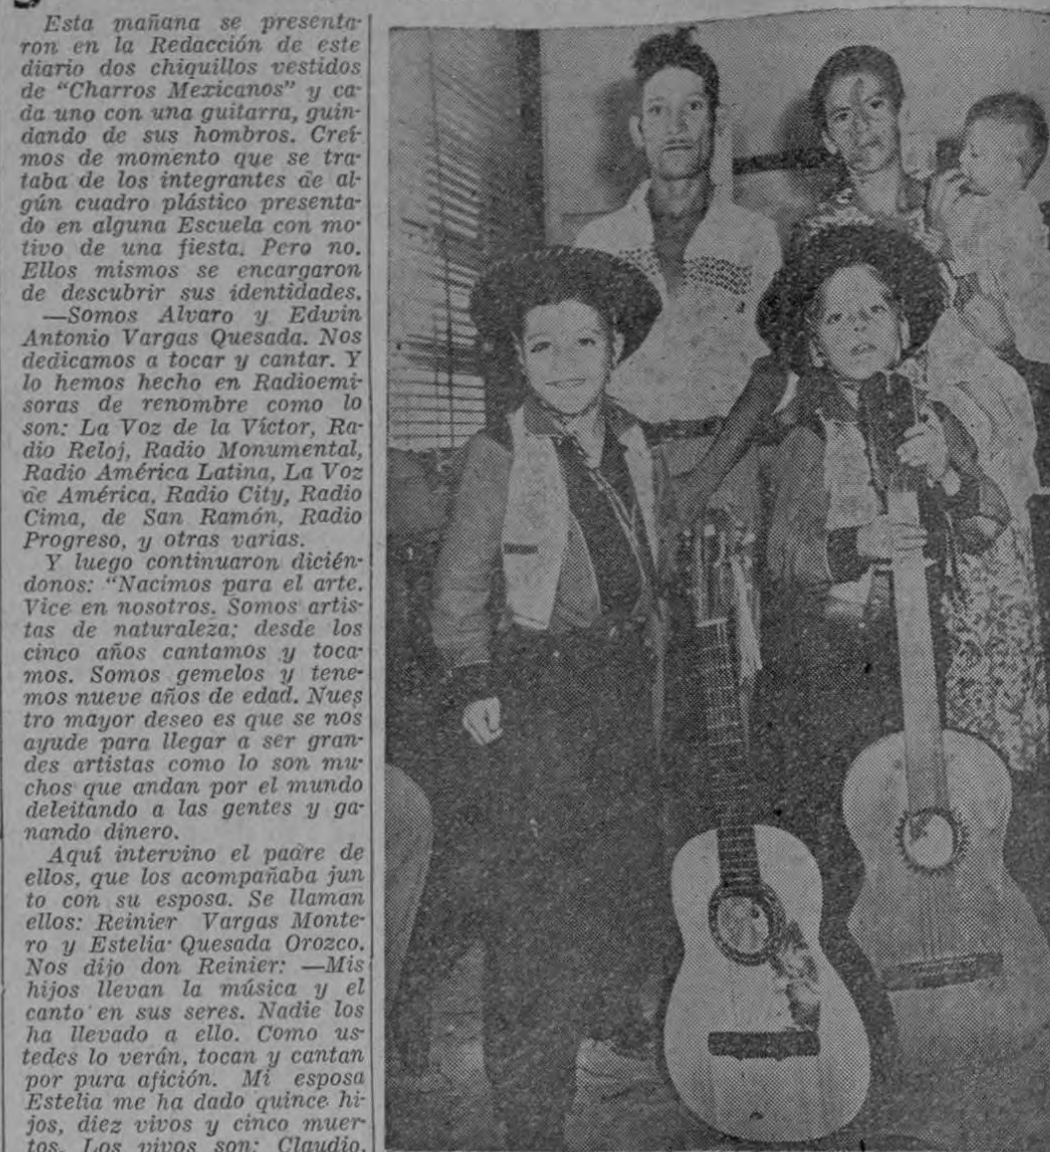 Esta mañana se presenta-
ron en la Redacción de este
diario dos chiquillos vestidos
de "Charros Mexicanos" y ca-
da uno con una guitarra, guin-
dando de sus hombros. Creí-
mos de momento que se tra-
taba de los integrantes de al-
gún cuadro plástico presenta-
do en alguna Escuela con mo-
tivo de una fiesta. Pero no.
Ellos mismos se encargaron
de descubrir sus identidades.
—Somos Alvaro y Edwin
Antonio Vargas Quesada. Nos
dedicamos a tocar y cantar. Y
lo hemos hecho en Radioemi-
soras de renombre como lo
son: La Voz de la Víctor, Ra-
dio Reloj, Radio Monumental,
Radio América Latina, La Voz
de América, Radio City, Radio
Cima, de San Ramón, Radio
Progreso, y otras varias.
Y luego continuaron dicién-
donos: "Nacimos para el arte.
Vice en nosotros. Somos artis-
tas de naturaleza; desde los
cinco años cantamos y toca-
mos. Somos gemelos y tene-
mos nueve años de edad. Nues
tro mayor deseo es que se nos
ayude para llegar a ser gran-
des artistas como lo son mu-
chos que andan por el mundo
deleitando a las gentes y ga-
nando dinero.
Aquí intervino el padre de
ellos, que los acompañaba jun
to con su esposa. Se llaman
ellos: Reinier Vargas Monte-
ro y Estelia Quesada Orozco.
Nos dijo don Reinier: —Mis
hijos llevan la música y el
canto en sus seres. Nadie los
ha llevado a ello. Como us-
tedes lo verán, tocan y cantan
por pura afición. Mi esposa
Estelia me ha dado quince hi-
jos, diez vivos y cinco muer-
tos. Los vivos son: Claudio,